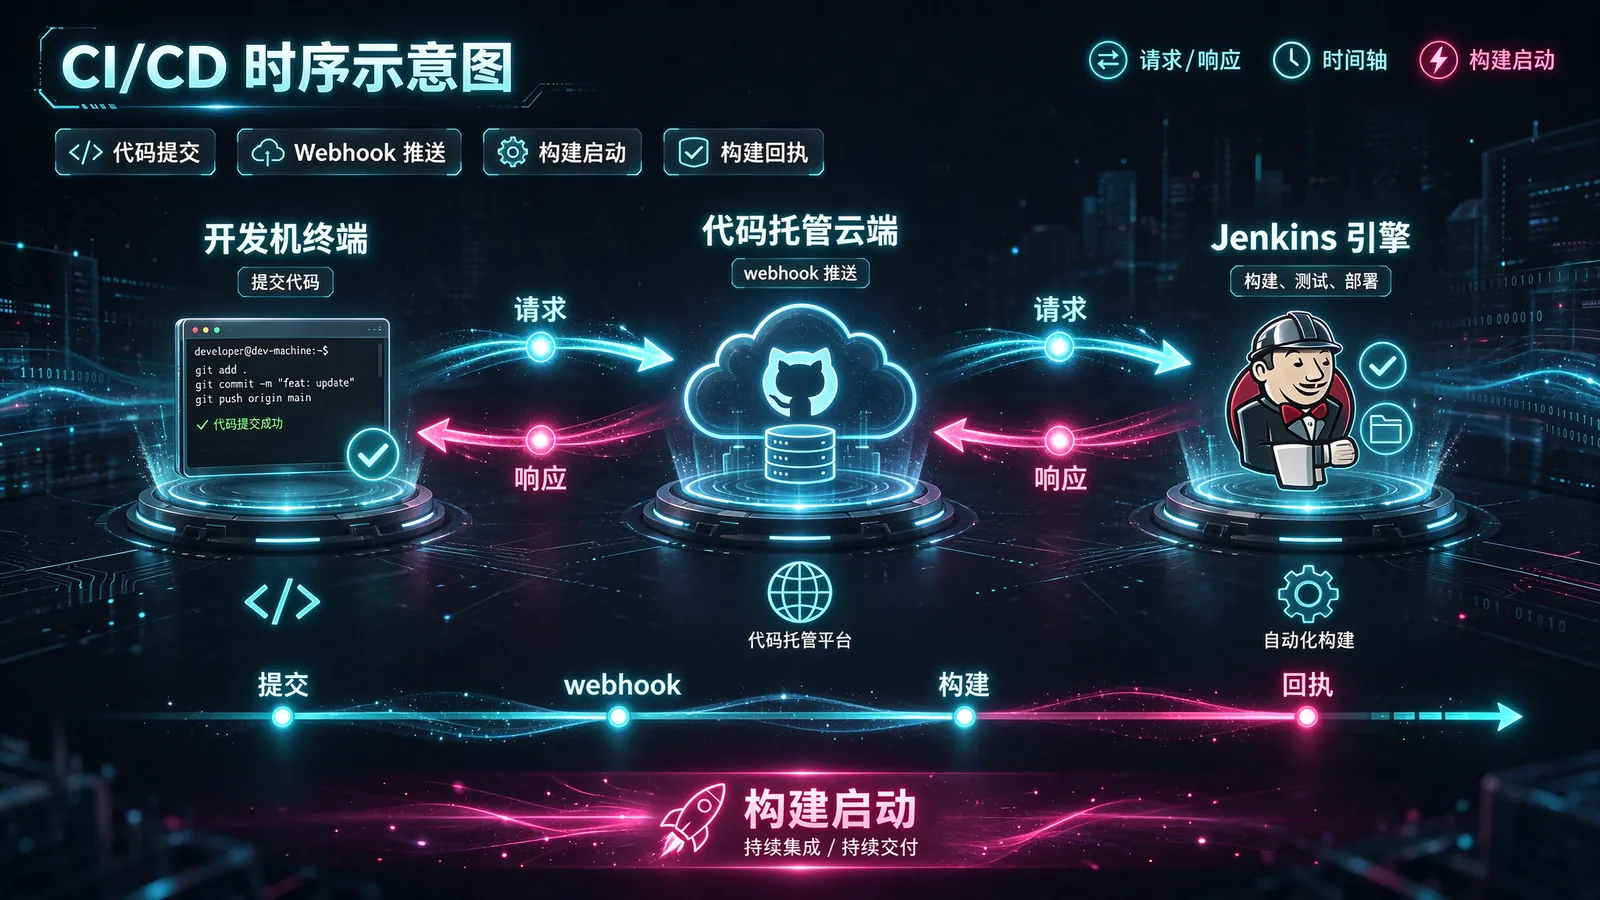 CI/CD 时序示意图
请求/响应
时间轴
构建启动
</> 代码提交
Webhook 推送
构建启动
构建回执
开发机终端
提交代码
代码托管云端
webhook 推送
Jenkins 引擎
构建、测试、部署
developer@dev-machine:~$
git add .
git commit -m "feat: update"
git push origin main
✓ 代码提交成功
请求
响应
请求
响应
</>
代码托管平台
自动化构建
提交
webhook
构建
回执
构建启动
持续集成 / 持续交付